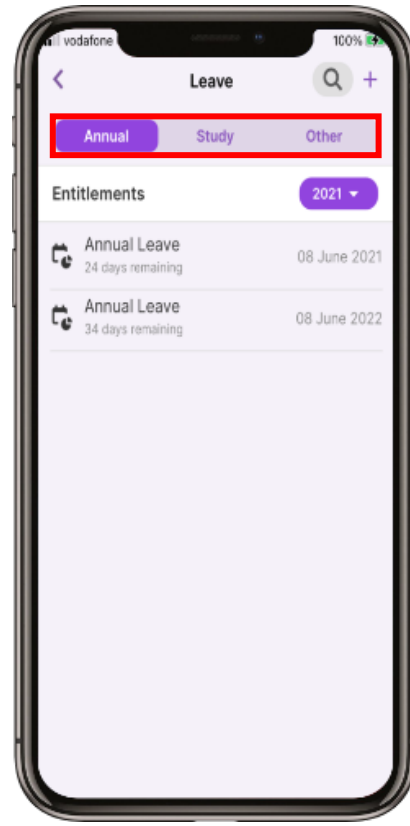 vodafone 100%
Leave
Annual Study Other
Entitlements 2021
Annual Leave
24 days remaining 08 June 2021
Annual Leave
34 days remaining 08 June 2022